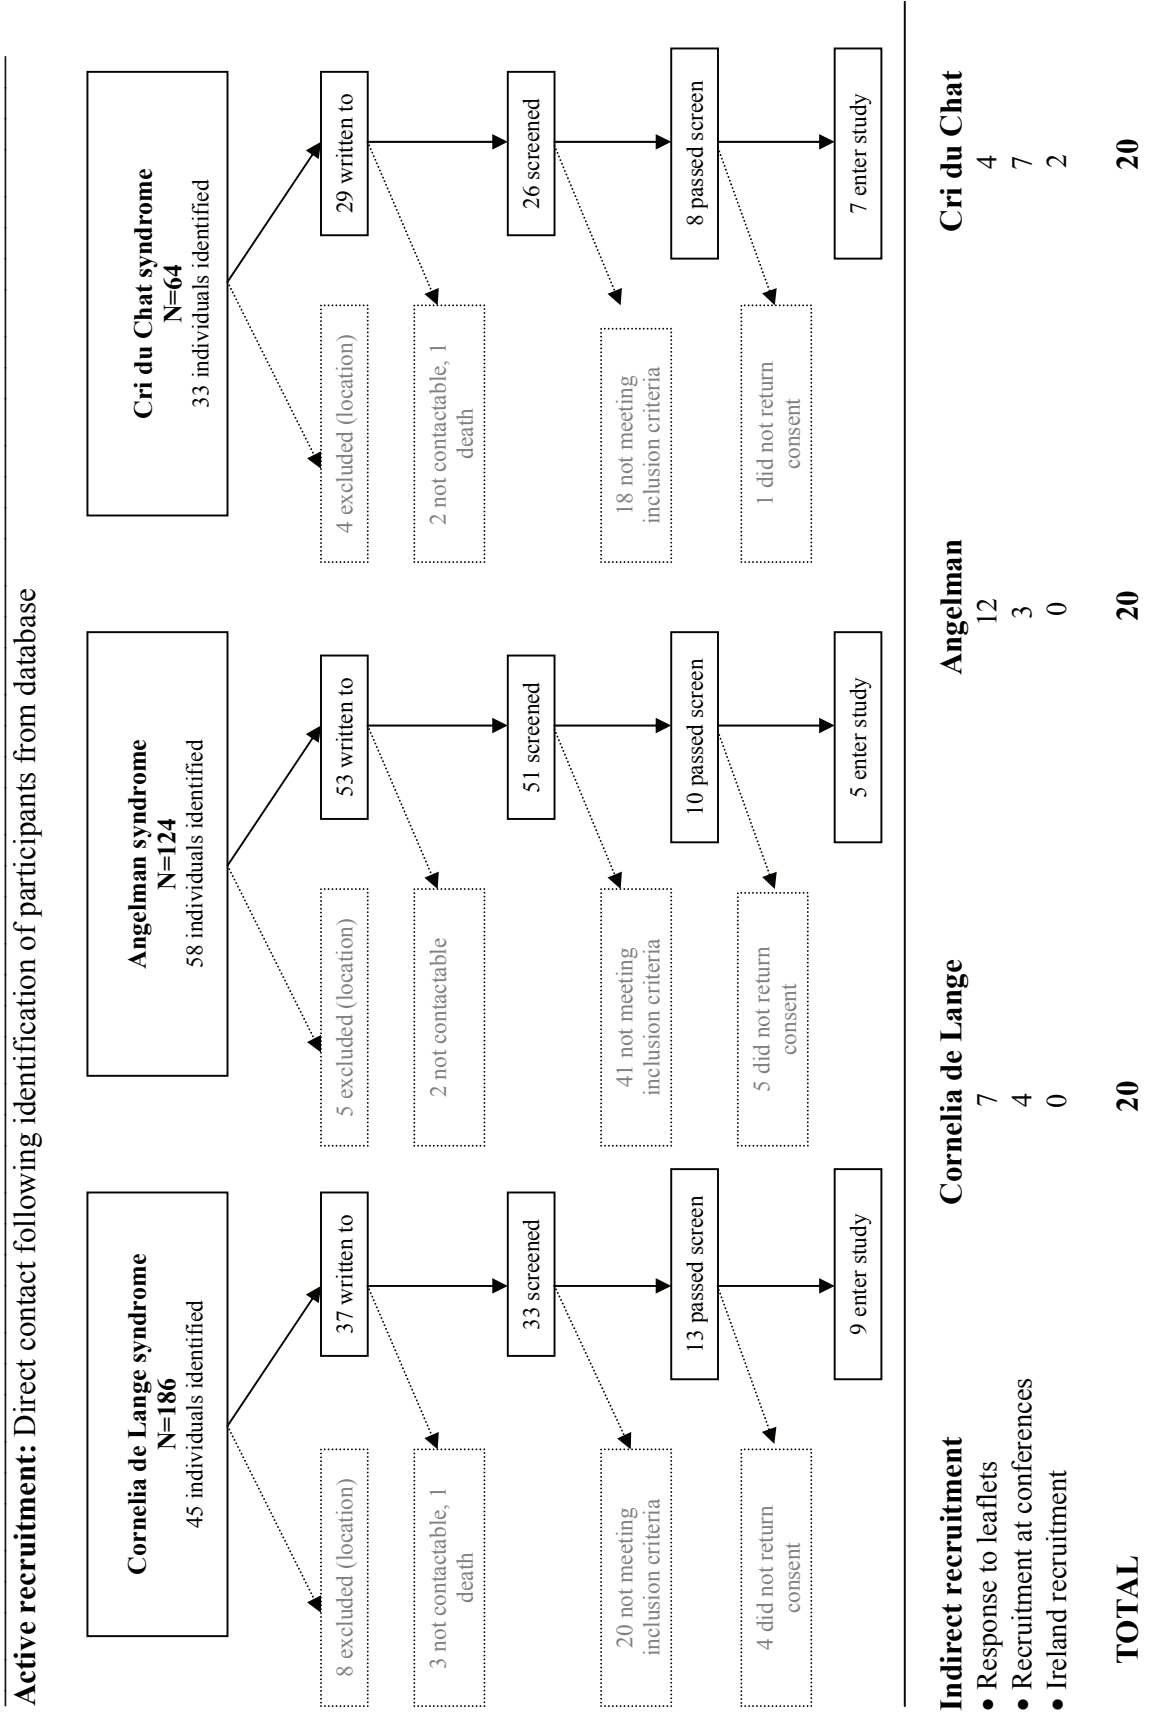 Active recruitment: Direct contact following identification of participants from database
Cornelia de Lange syndrome
N=186
45 individuals identified
8 excluded (location)
37 written to
3 not contactable, 1
death
33 screened
20 not meeting
inclusion criteria
13 passed screen
4 did not return
consent
9 enter study
Angelman syndrome
N=124
58 individuals identified
5 excluded (location)
53 written to
2 not contactable
51 screened
41 not meeting
inclusion criteria
10 passed screen
5 did not return
consent
5 enter study
Cri du Chat syndrome
N=64
33 individuals identified
4 excluded (location)
29 written to
2 not contactable, 1
death
26 screened
18 not meeting
inclusion criteria
8 passed screen
1 did not return
consent
7 enter study
Indirect recruitment Cornelia de Lange Angelman Cri du Chat
• Response to leaflets 7 12 4
• Recruitment at conferences 4 3 7
• Ireland recruitment 0 0 2
TOTAL 20 20 20